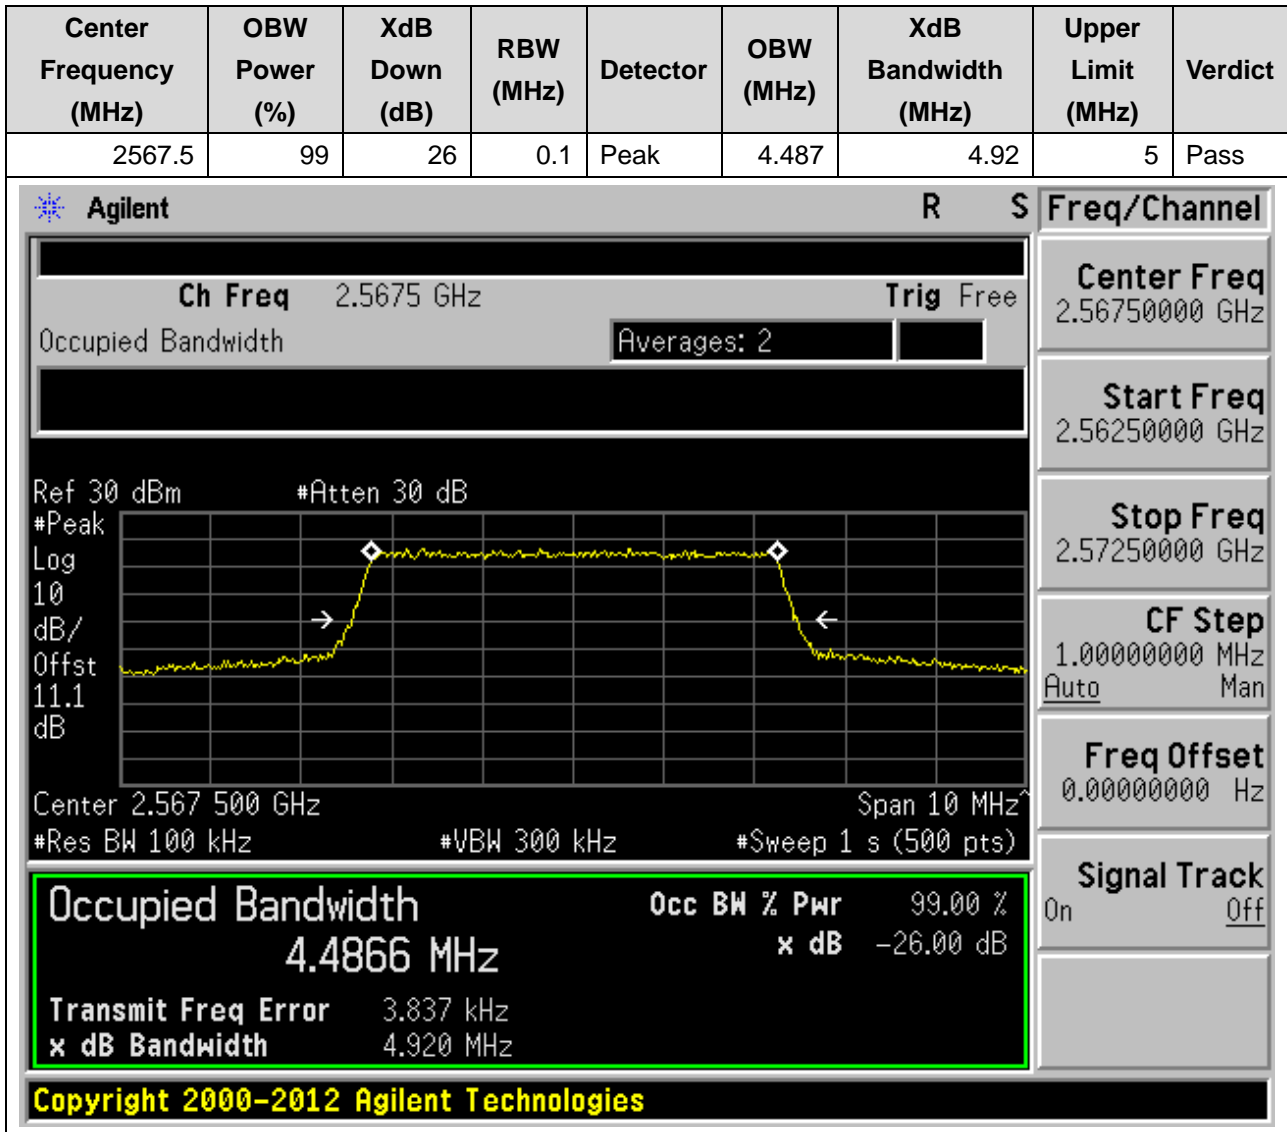 Center Frequency (MHz) OBW Power (%) XdB Down (dB) RBW (MHz) Detector OBW (MHz) XdB Bandwidth (MHz) Upper Limit (MHz) Verdict
2567.5 99 26 0.1 Peak 4.487 4.92 5 Pass
Agilent R S Freq/Channel
Ch Freq 2.5675 GHz Trig Free
Occupied Bandwidth Averages: 2
Center Freq
2.56750000 GHz
Start Freq
2.56250000 GHz
Stop Freq
2.57250000 GHz
CF Step
1.00000000 MHz
Auto Man
Freq Offset
0.00000000 Hz
Signal Track
On Off
Ref 30 dBm #Atten 30 dB
#Peak
Log
10
dB/
Offst
11.1
dB
Center 2.567 500 GHz Span 10 MHz^
#Res BW 100 kHz #VBW 300 kHz #Sweep 1 s (500 pts)
Occupied Bandwidth Occ BW % Pwr 99.00 %
4.4866 MHz x dB -26.00 dB
Transmit Freq Error 3.837 kHz
x dB Bandwidth 4.920 MHz
Copyright 2000-2012 Agilent Technologies